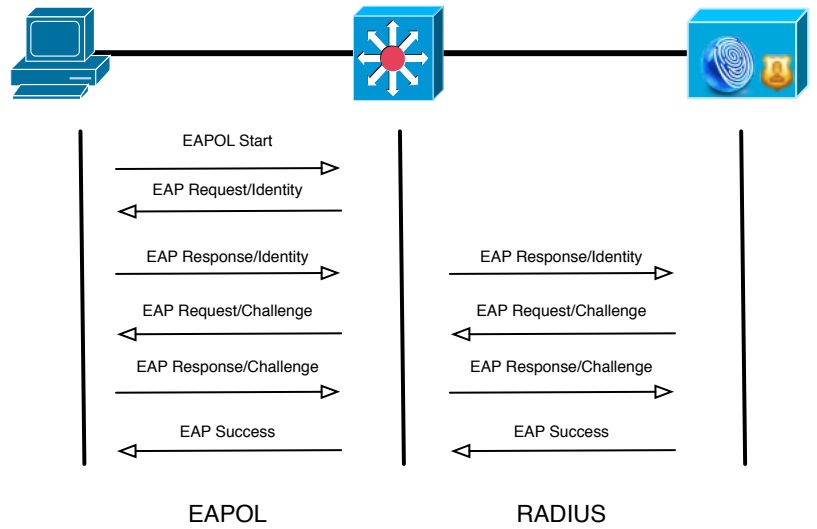 EAPOL Start
EAP Request/Identity
EAP Response/Identity
EAP Response/Identity
EAP Request/Challenge
EAP Request/Challenge
EAP Response/Challenge
EAP Response/Challenge
EAP Success
EAP Success
EAPOL
RADIUS